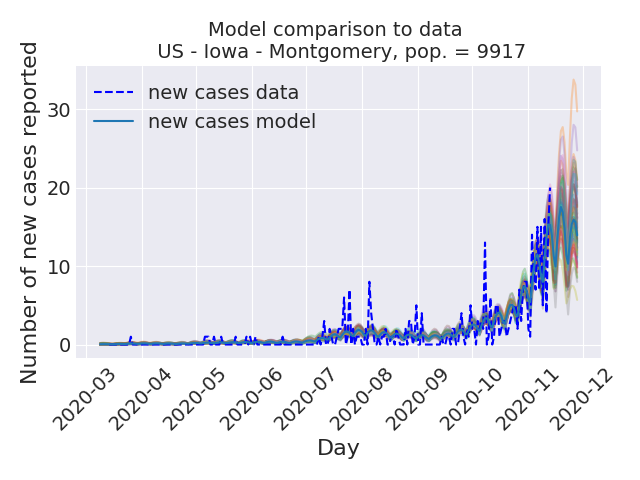 Model comparison to data
US - Iowa - Montgomery, pop. = 9917
Number of new cases reported
30
20
10
0
new cases data
new cases model
2020-03
2020-04
2020-05
2020-06
2020-07
2020-08
2020-09
2020-10
2020-11
2020-12
Day